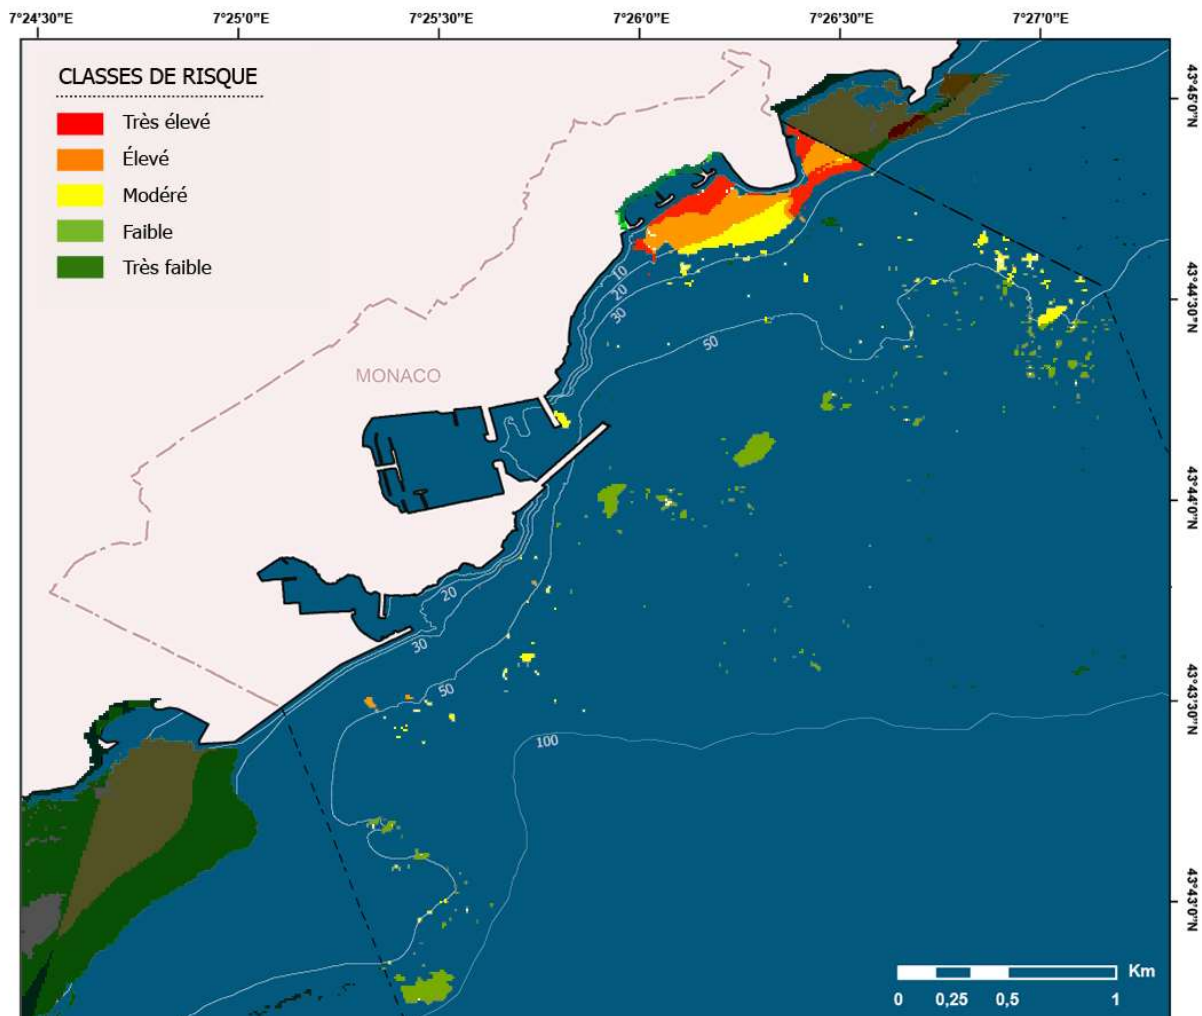 7°24'30"E 7°25'0"E 7°25'30"E 7°26'0"E 7°26'30"E 7°27'0"E
CLASSES DE RISQUE
Très élevé
Élevé
Modéré
Faible
Très faible
43°45'0"N
10
20
30
43°44'30"N
50
MONACO
43°44'0"N
20
30
50
43°43'30"N
100
43°43'0"N
Km
0 0,25 0,5 1